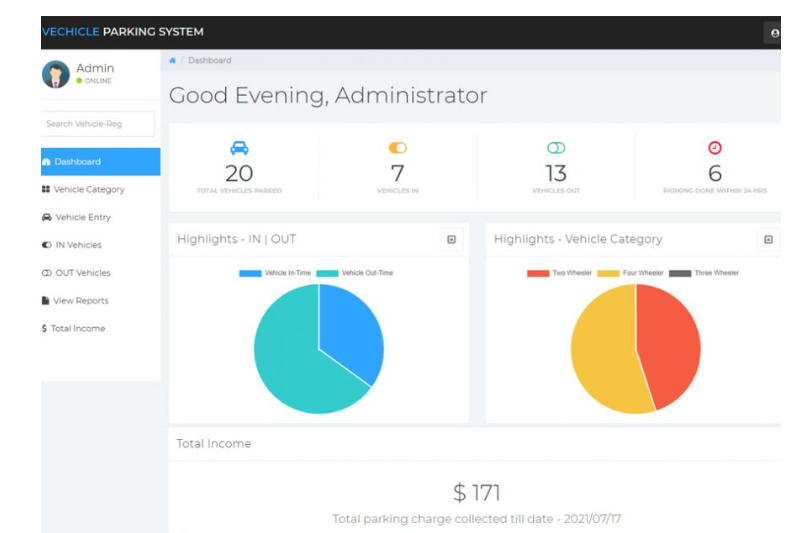 VECHICLE PARKING SYSTEM
Admin
ONLINE
Search Vehicle-Reg
Dashboard
Vehicle Category
Vehicle Entry
IN Vehicles
OUT Vehicles
View Reports
$ Total Income
/ Dashboard
Good Evening, Administrator
20
TOTAL VEHICLES PARKED
7
VEHICLES IN
13
VEHICLES OUT
6
PARKING DONE WITHIN 24 HRS
Highlights - IN | OUT
Vehicle In-Time Vehicle Out-Time
Highlights - Vehicle Category
Two Wheeler Four Wheeler Three Wheeler
Total Income
$ 171
Total parking charge collected till date - 2021/07/17